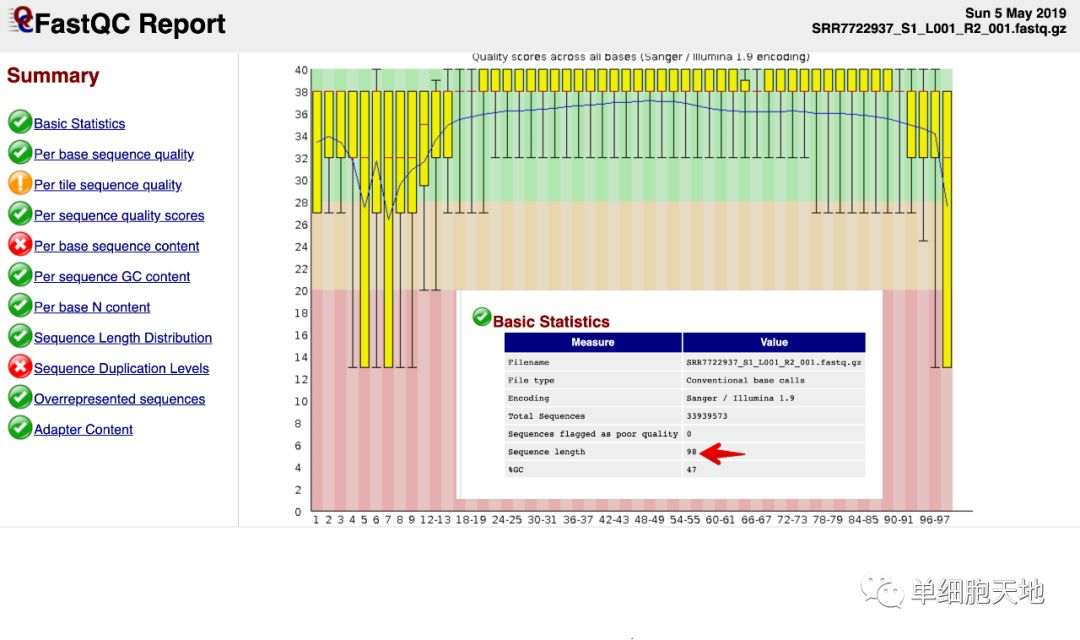 FastQC Report
Sun 5 May 2019
SRR7722937_S1_L001_R2_001.fastq.gz
Summary
Basic Statistics
Per base sequence quality
Per tile sequence quality
Per sequence quality scores
Per base sequence content
Per sequence GC content
Per base N content
Sequence Length Distribution
Sequence Duplication Levels
Overrepresented sequences
Adapter Content
Quality scores across all bases (Sanger / Illumina 1.9 encoding)
40
38
36
34
32
30
28
26
24
22
20
18
16
14
12
10
8
6
4
2
0
1 2 3 4 5 6 7 8 9 12-13 18-19 24-25 30-31 36-37 42-43 48-49 54-55 60-61 66-67 72-73 78-79 84-85 90-91 96-97
Basic Statistics
Measure Value
Filename SRR7722937_S1_L001_R2_001.fastq.gz
File type Conventional base calls
Encoding Sanger / Illumina 1.9
Total Sequences 33939573
Sequences flagged as poor quality 0
Sequence length 98
%GC 47
单细胞天地